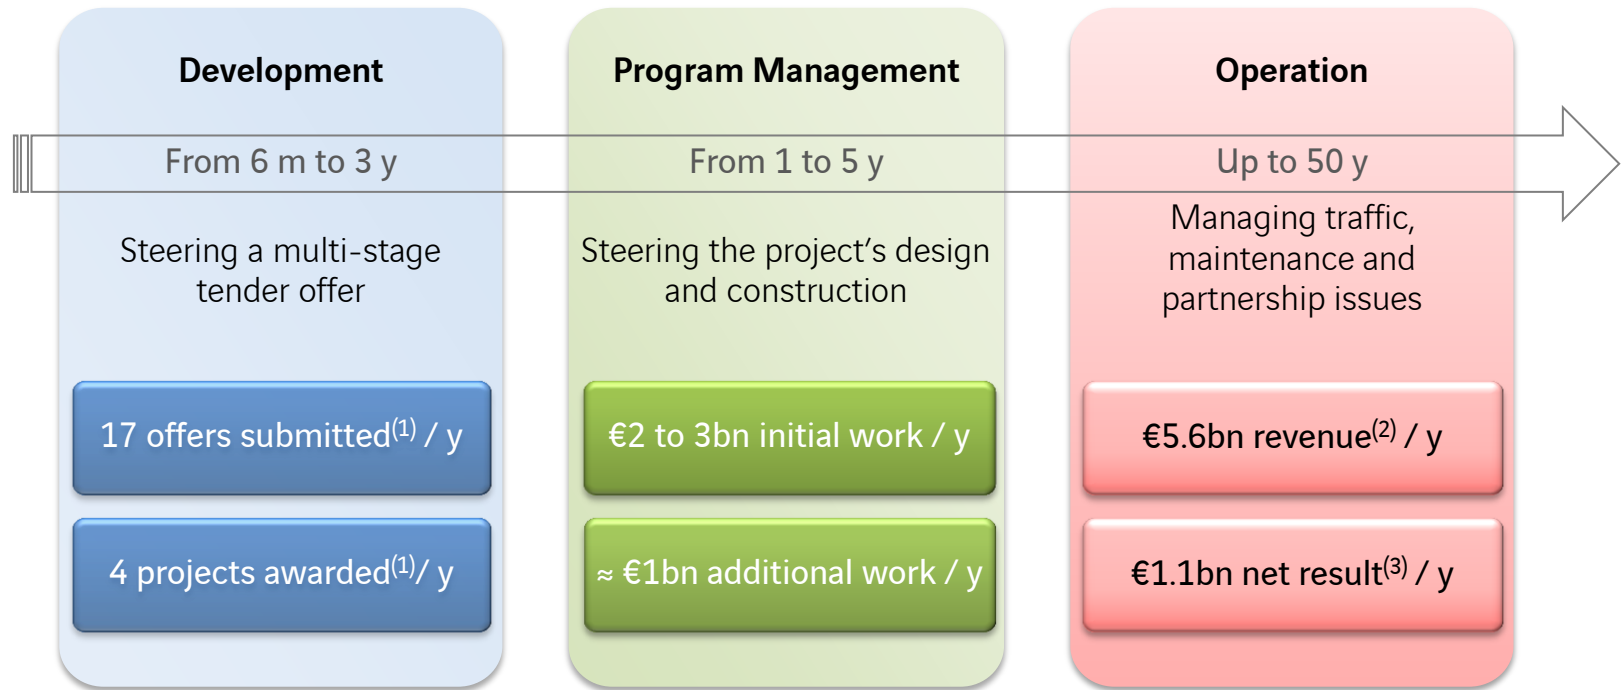 Development
From 6 m to 3 y
Steering a multi-stage
tender offer
17 offers submitted(1) / y
4 projects awarded(1)/ y
Program Management
From 1 to 5 y
Steering the project’s design
and construction
€2 to 3bn initial work / y
≈ €1bn additional work / y
Operation
Up to 50 y
Managing traffic,
maintenance and
partnership issues
€5.6bn revenue(2) / y
€1.1bn net result(3) / y